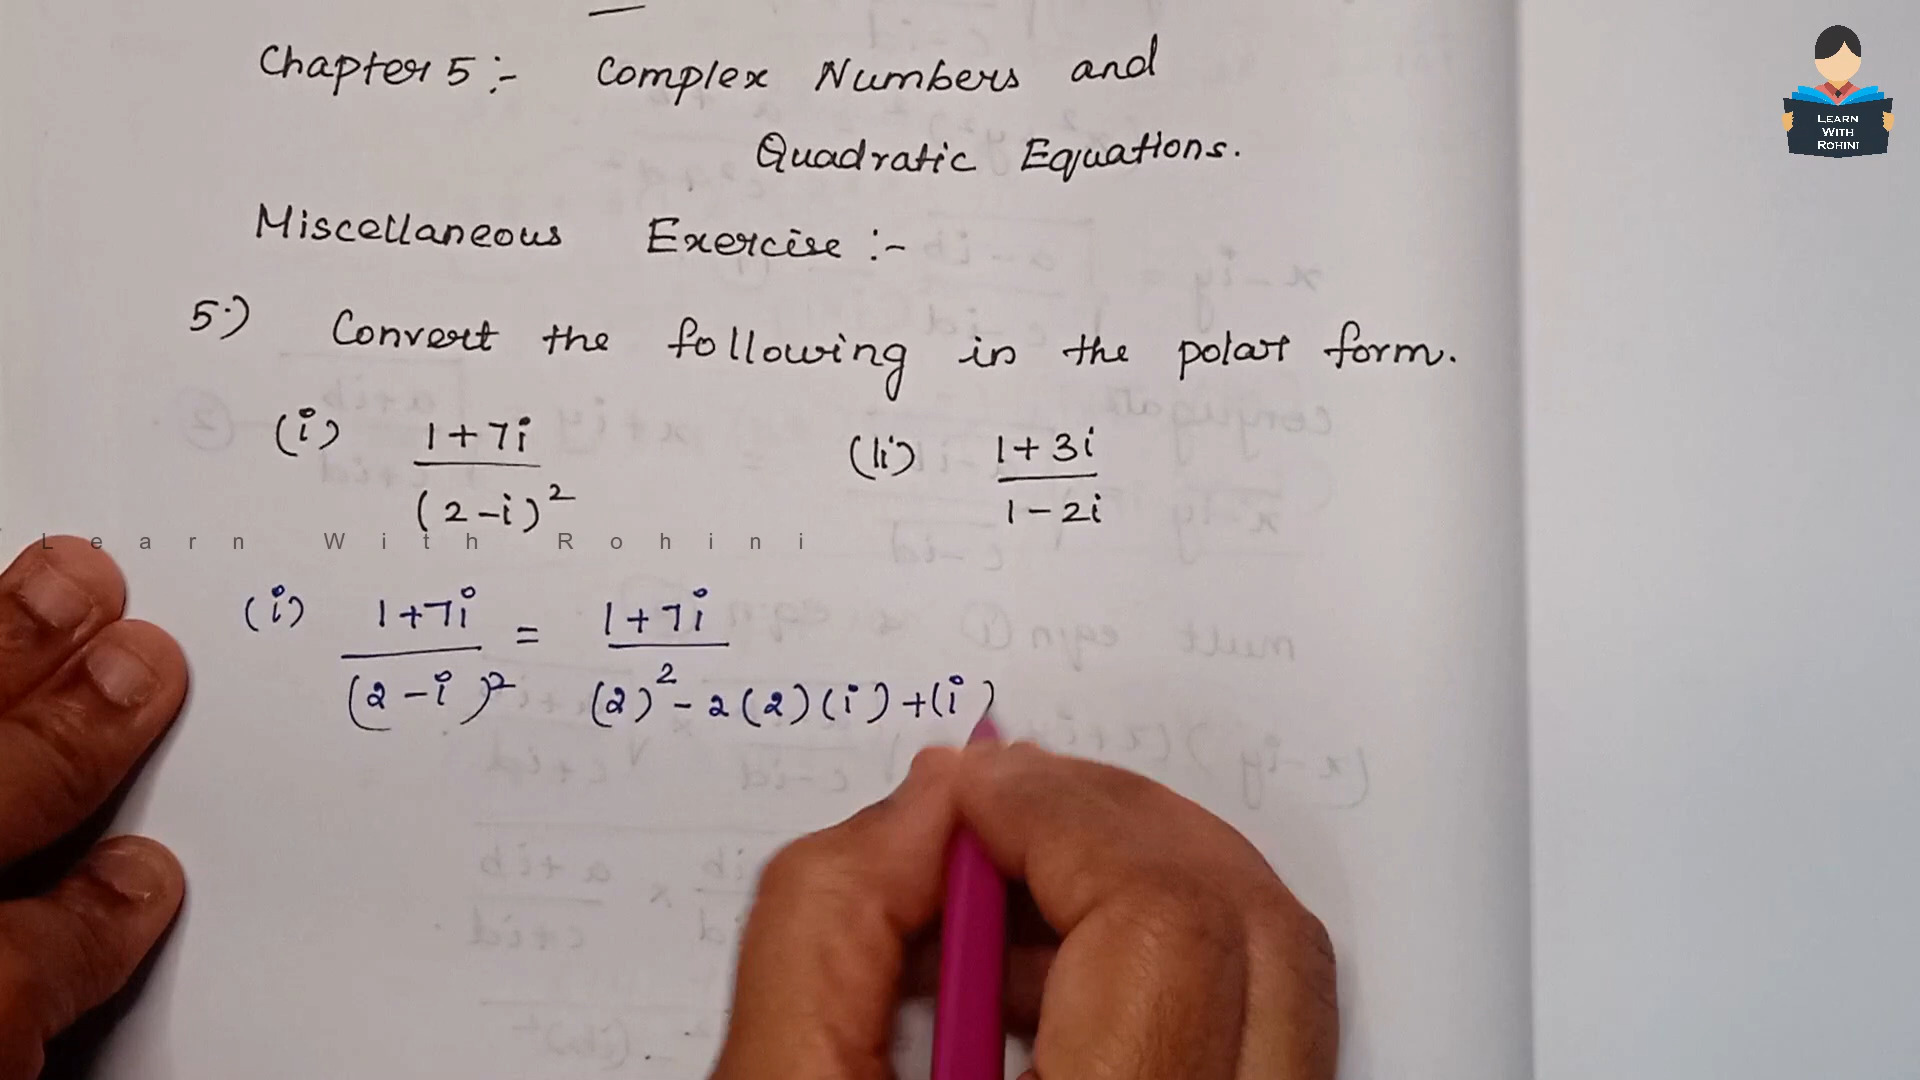 Chapter 5 :- Complex Numbers and
Quadratic Equations.
Miscellaneous Exercise :-
5.) Convert the following in the polar form.
(i) 1+7i / (2-i)² (ii) 1+3i / 1-2i
Learn With Rohini
(i) 1+7i / (2-i)² = 1+7i / (2)² - 2(2)(i) + (i)
LEARN
WITH
ROHINI